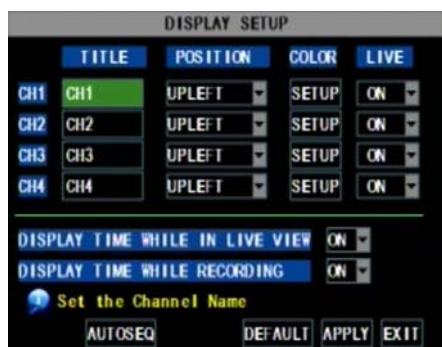 DISPLAY SETUP
TITLE POSITION COLOR LIVE
CH1 CH1 UPLEFT SETUP ON
CH2 CH2 UPLEFT SETUP ON
CH3 CH3 UPLEFT SETUP ON
CH4 CH4 UPLEFT SETUP ON
DISPLAY TIME WHILE IN LIVE VIEW ON
DISPLAY TIME WHILE RECORDING ON
Set the Channel Name
AUTOSEQ DEFAULT APPLY EXIT